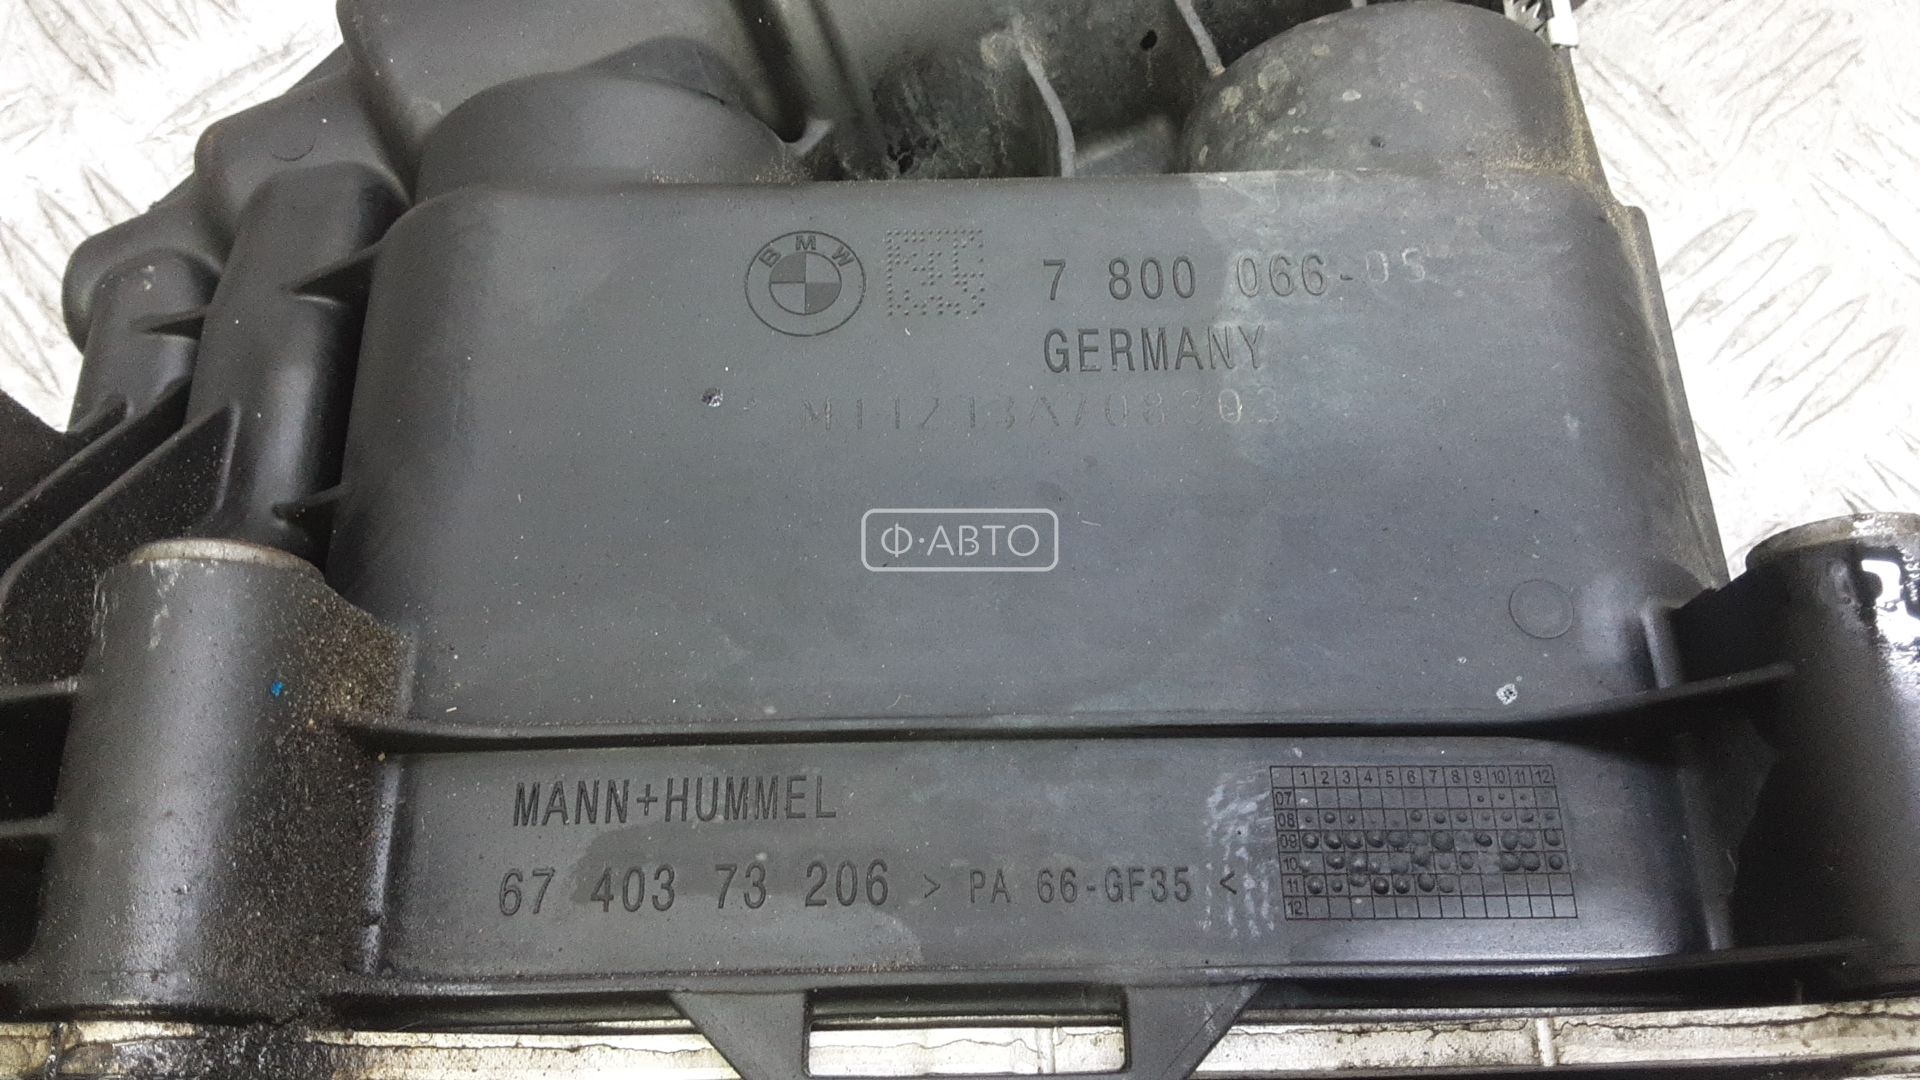 BMW
7 800 066-05
GERMANY
Ф·АВТО
MANN+HUMMEL
67 403 73 206 > PA 66-GF35 <
1 2 3 4 5 6 7 8 9 10 11 12
07
08
09
10
11
12